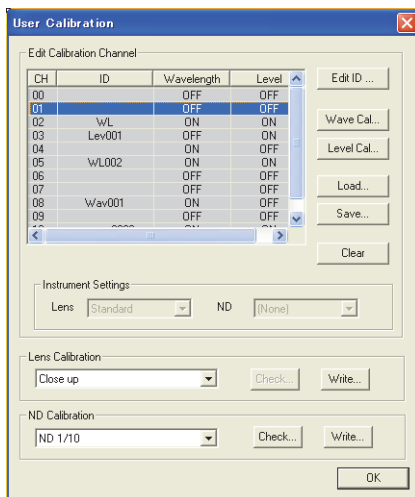 User Calibration
Edit Calibration Channel
CH ID Wavelength Level
00 OFF OFF
01 OFF OFF
02 WL ON ON
03 Lev001 OFF ON
04 ON OFF
05 WL002 ON ON
06 OFF OFF
07 OFF OFF
08 Wav001 ON OFF
09 OFF OFF
Edit ID ...
Wave Cal...
Level Cal...
Load...
Save...
Clear
Instrument Settings
Lens Standard ND (None)
Lens Calibration
Close up Check... Write...
ND Calibration
ND 1/10 Check... Write...
OK